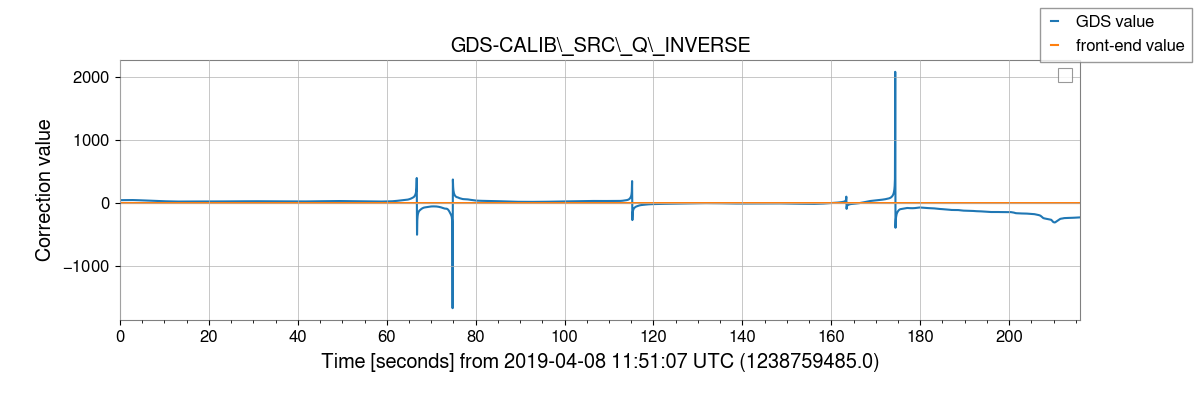 GDS value
front-end value
GDS-CALIB\_SRC\_Q\_INVERSE
Correction value
2000
1000
0
−1000
0 20 40 60 80 100 120 140 160 180 200
Time [seconds] from 2019-04-08 11:51:07 UTC (1238759485.0)